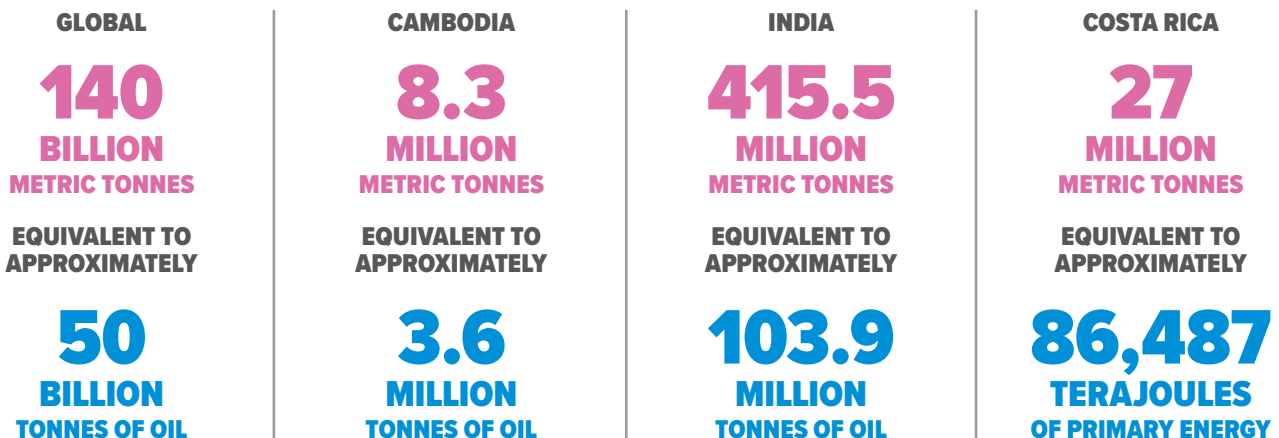 GLOBAL
140
BILLION
METRIC TONNES
EQUIVALENT TO
APPROXIMATELY
50
BILLION
TONNES OF OIL
CAMBODIA
8.3
MILLION
METRIC TONNES
EQUIVALENT TO
APPROXIMATELY
3.6
MILLION
TONNES OF OIL
INDIA
415.5
MILLION
METRIC TONNES
EQUIVALENT TO
APPROXIMATELY
103.9
MILLION
TONNES OF OIL
COSTA RICA
27
MILLION
METRIC TONNES
EQUIVALENT TO
APPROXIMATELY
86,487
TERAJOULES
OF PRIMARY ENERGY